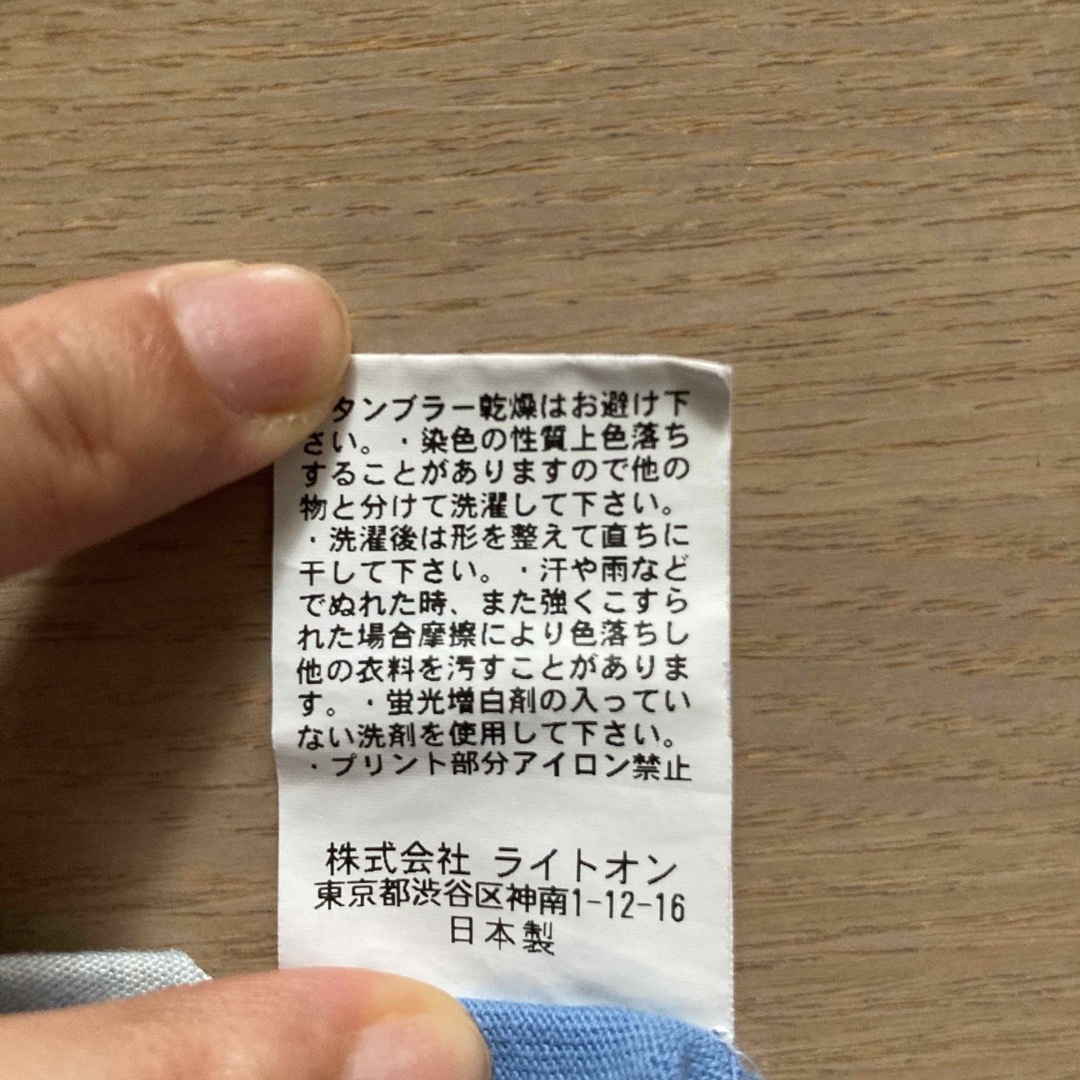 タンブラー乾燥はお避け下
さい。・染色の性質上色落ち
することがありますので他の
物と分けて洗濯して下さい。
・洗濯後は形を整えて直ちに
干して下さい。・汗や雨など
でぬれた時、また強くこすら
れた場合摩擦により色落ちし
他の衣料を汚すことがありま
す。・蛍光増白剤の入ってい
ない洗剤を使用して下さい。
・プリント部分アイロン禁止
株式会社 ライトオン
東京都渋谷区神南1-12-16
日本製